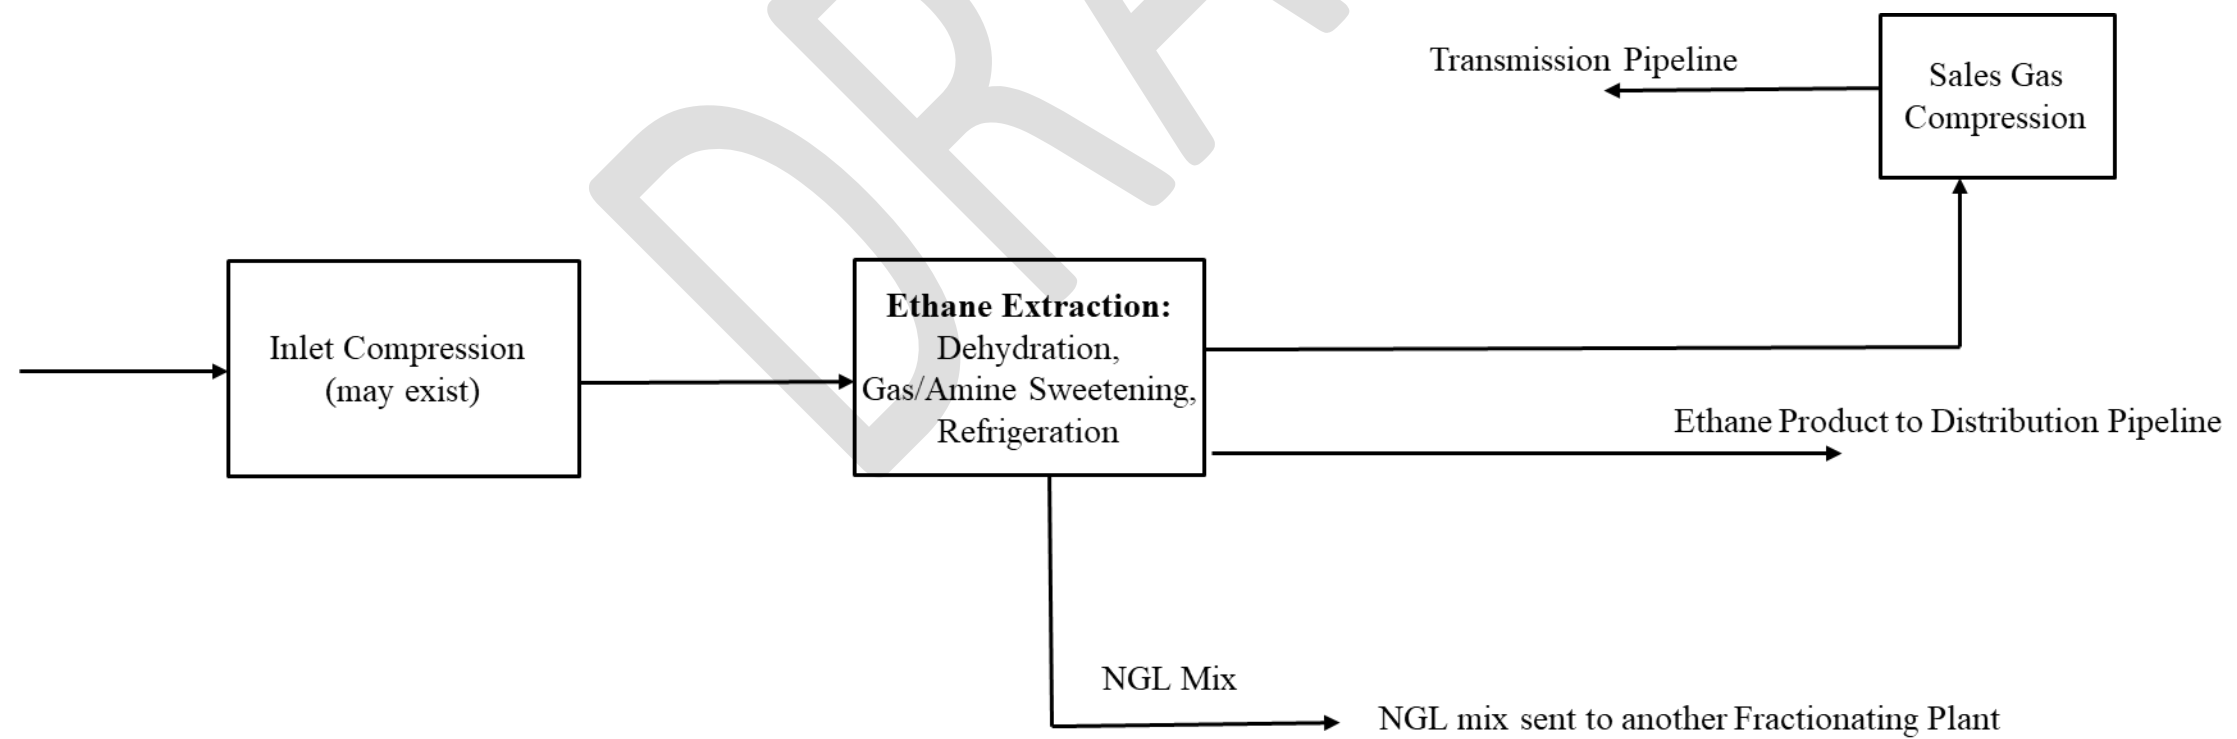 DRA
Transmission Pipeline
Sales Gas
Compression
Inlet Compression
(may exist)
Ethane Extraction:
Dehydration,
Gas/Amine Sweetening,
Refrigeration
Ethane Product to Distribution Pipeline
NGL Mix
NGL mix sent to another Fractionating Plant